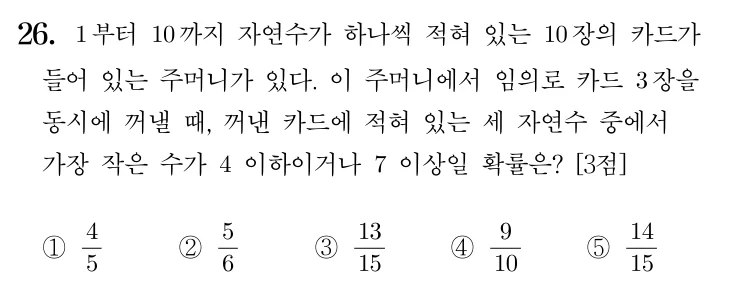 26. 1부터 10까지 자연수가 하나씩 적혀 있는 10장의 카드가
들어 있는 주머니가 있다. 이 주머니에서 임의로 카드 3장을
동시에 꺼낼 때, 꺼낸 카드에 적혀 있는 세 자연수 중에서
가장 작은 수가 4 이하이거나 7 이상일 확률은? [3점]
① 4/5 ② 5/6 ③ 13/15 ④ 9/10 ⑤ 14/15